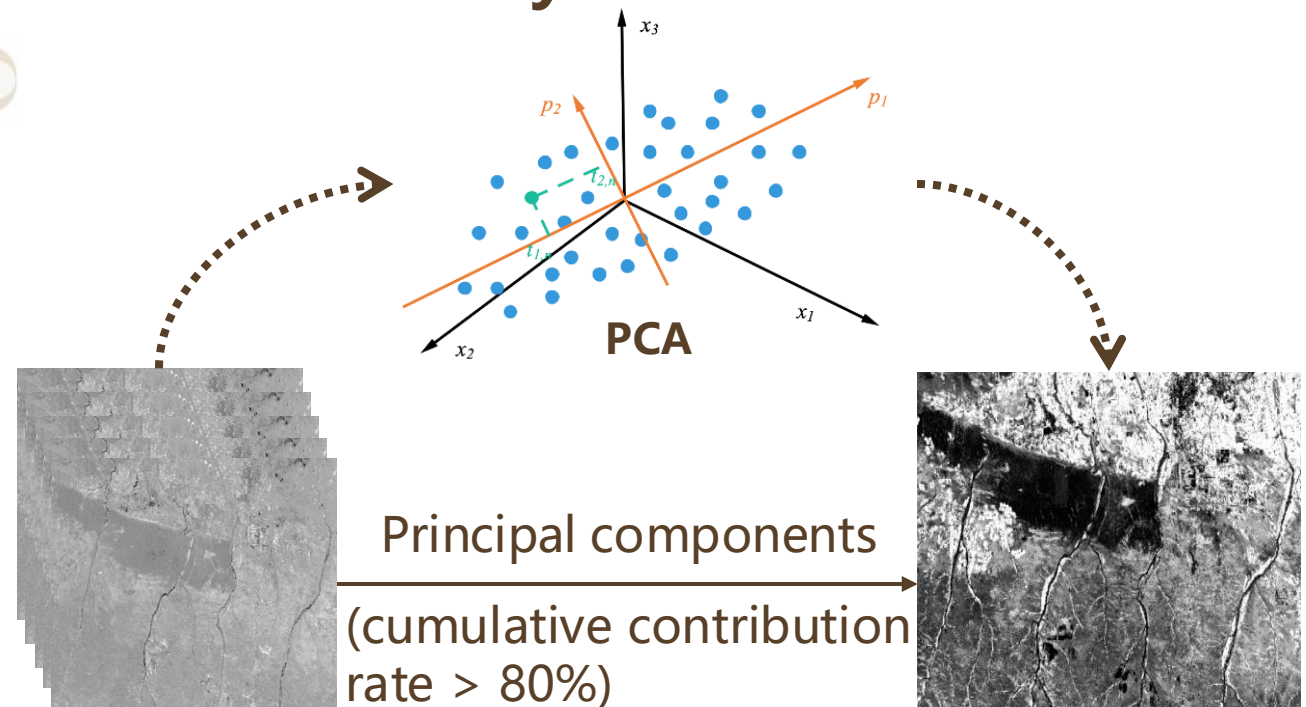 x3
p2
p1
t2,n
t1,n
x1
x2
PCA
Principal components
(cumulative contribution
rate > 80%)